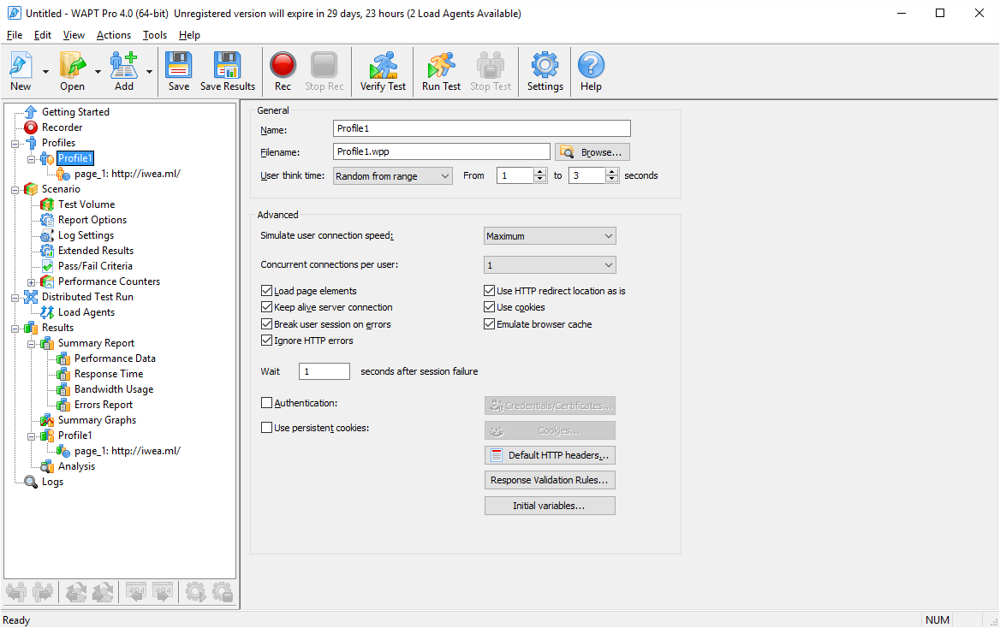 Untitled - WAPT Pro 4.0 (64-bit)  Unregistered version will expire in 29 days, 23 hours (2 Load Agents Available)
File Edit View Actions Tools Help
New Open Add Save Save Results Rec Stop Rec Verify Test Run Test Stop Test Settings Help
Getting Started
Recorder
Profiles
Profile1
page_1: http://iwea.ml/
Scenario
Test Volume
Report Options
Log Settings
Extended Results
Pass/Fail Criteria
Performance Counters
Distributed Test Run
Load Agents
Results
Summary Report
Performance Data
Response Time
Bandwidth Usage
Errors Report
Summary Graphs
Profile1
page_1: http://iwea.ml/
Analysis
Logs
404 404
General
Name: Profile1
Filename: Profile1.wpp Browse...
User think time: Random from range From 1 to 3 seconds
Advanced
Simulate user connection speed: Maximum
Concurrent connections per user: 1
Load page elements Use HTTP redirect location as is
Keep alive server connection Use cookies
Break user session on errors Emulate browser cache
Ignore HTTP errors
Wait 1 seconds after session failure
Authentication: Credentials/Certificates...
Use persistent cookies: Cookies...
Default HTTP headers...
Response Validation Rules...
Initial variables...
Ready NUM